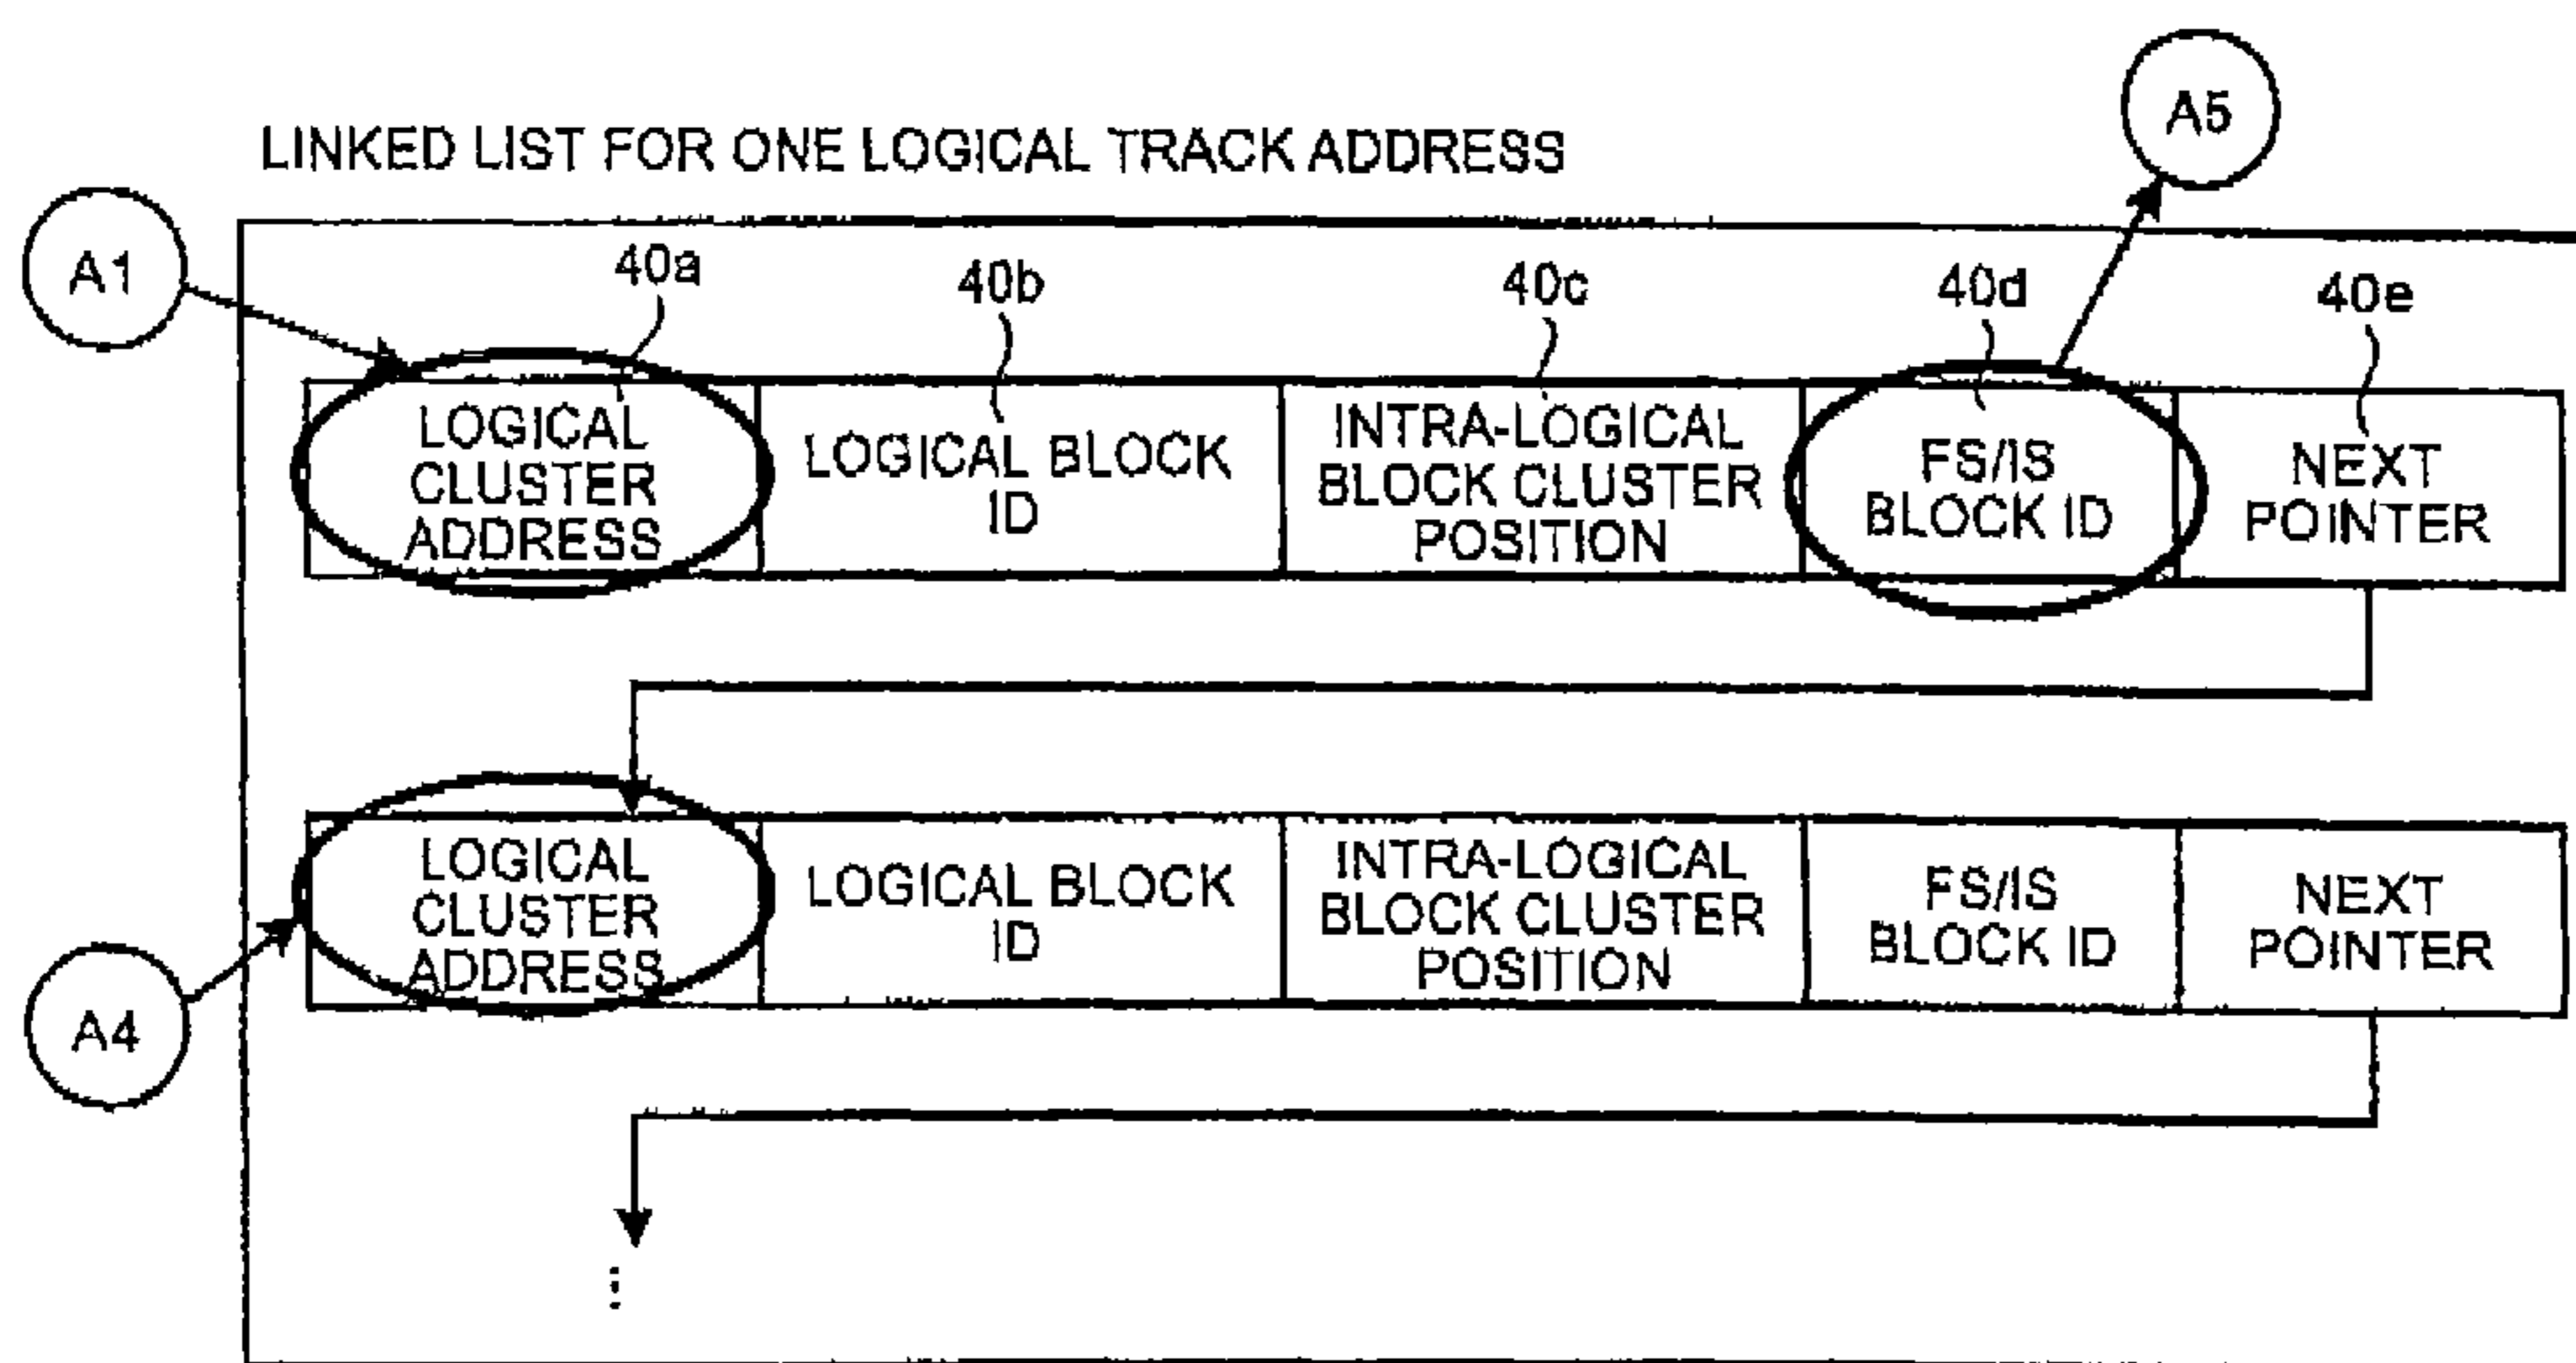 A5
LINKED LIST FOR ONE LOGICAL TRACK ADDRESS
A1
40a
40b
40c
40d
40e
LOGICAL
CLUSTER
ADDRESS
LOGICAL BLOCK
ID
INTRA-LOGICAL
BLOCK CLUSTER
POSITION
FS/IS
BLOCK ID
NEXT
POINTER
LOGICAL
CLUSTER
ADDRESS
LOGICAL BLOCK
ID
INTRA-LOGICAL
BLOCK CLUSTER
POSITION
FS/IS
BLOCK ID
NEXT
POINTER
A4
⋮